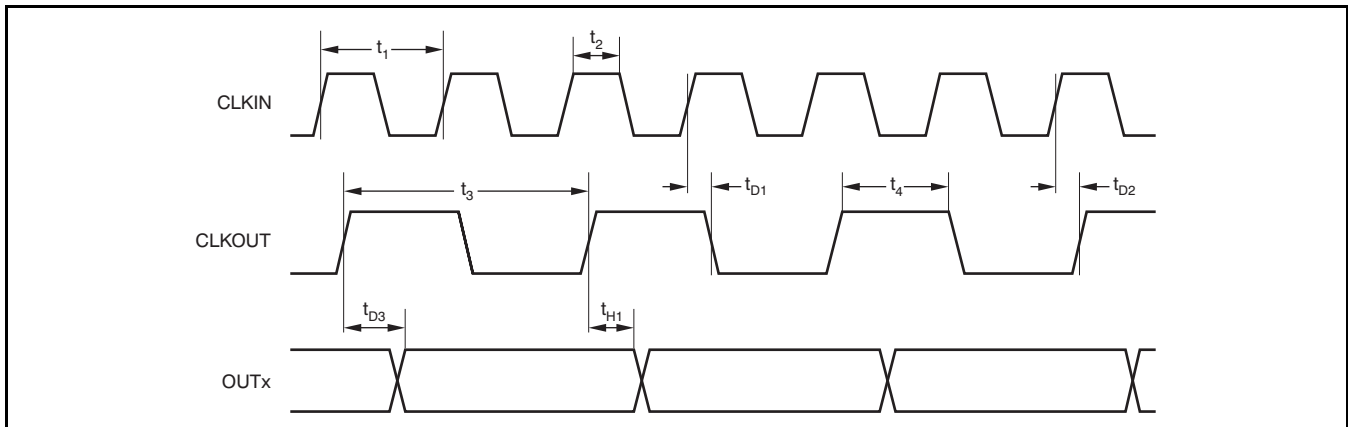 t1
t2
CLKIN
t3
tD1
t4
tD2
CLKOUT
tD3
tH1
OUTx